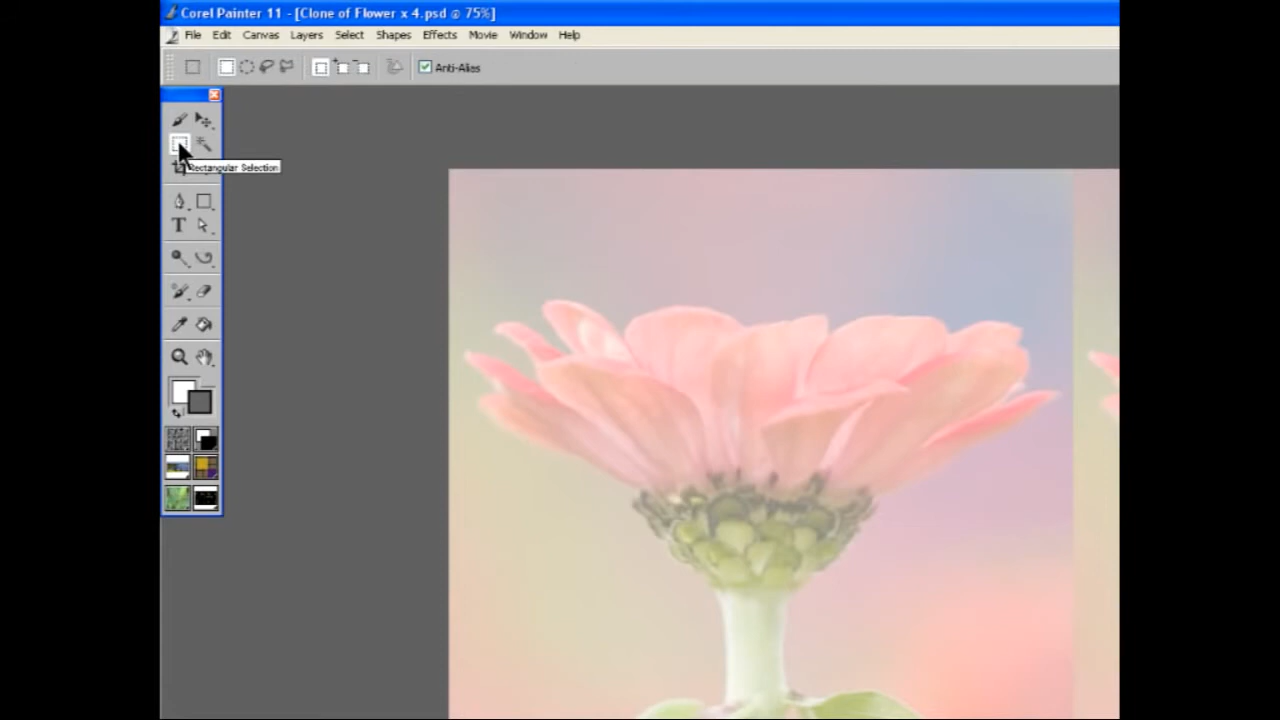 Corel Painter 11 - [Clone of Flower x 4.psd @ 75%]
File Edit Canvas Layers Select Shapes Effects Movie Window Help
Anti-Alias
Rectangular Selection
T